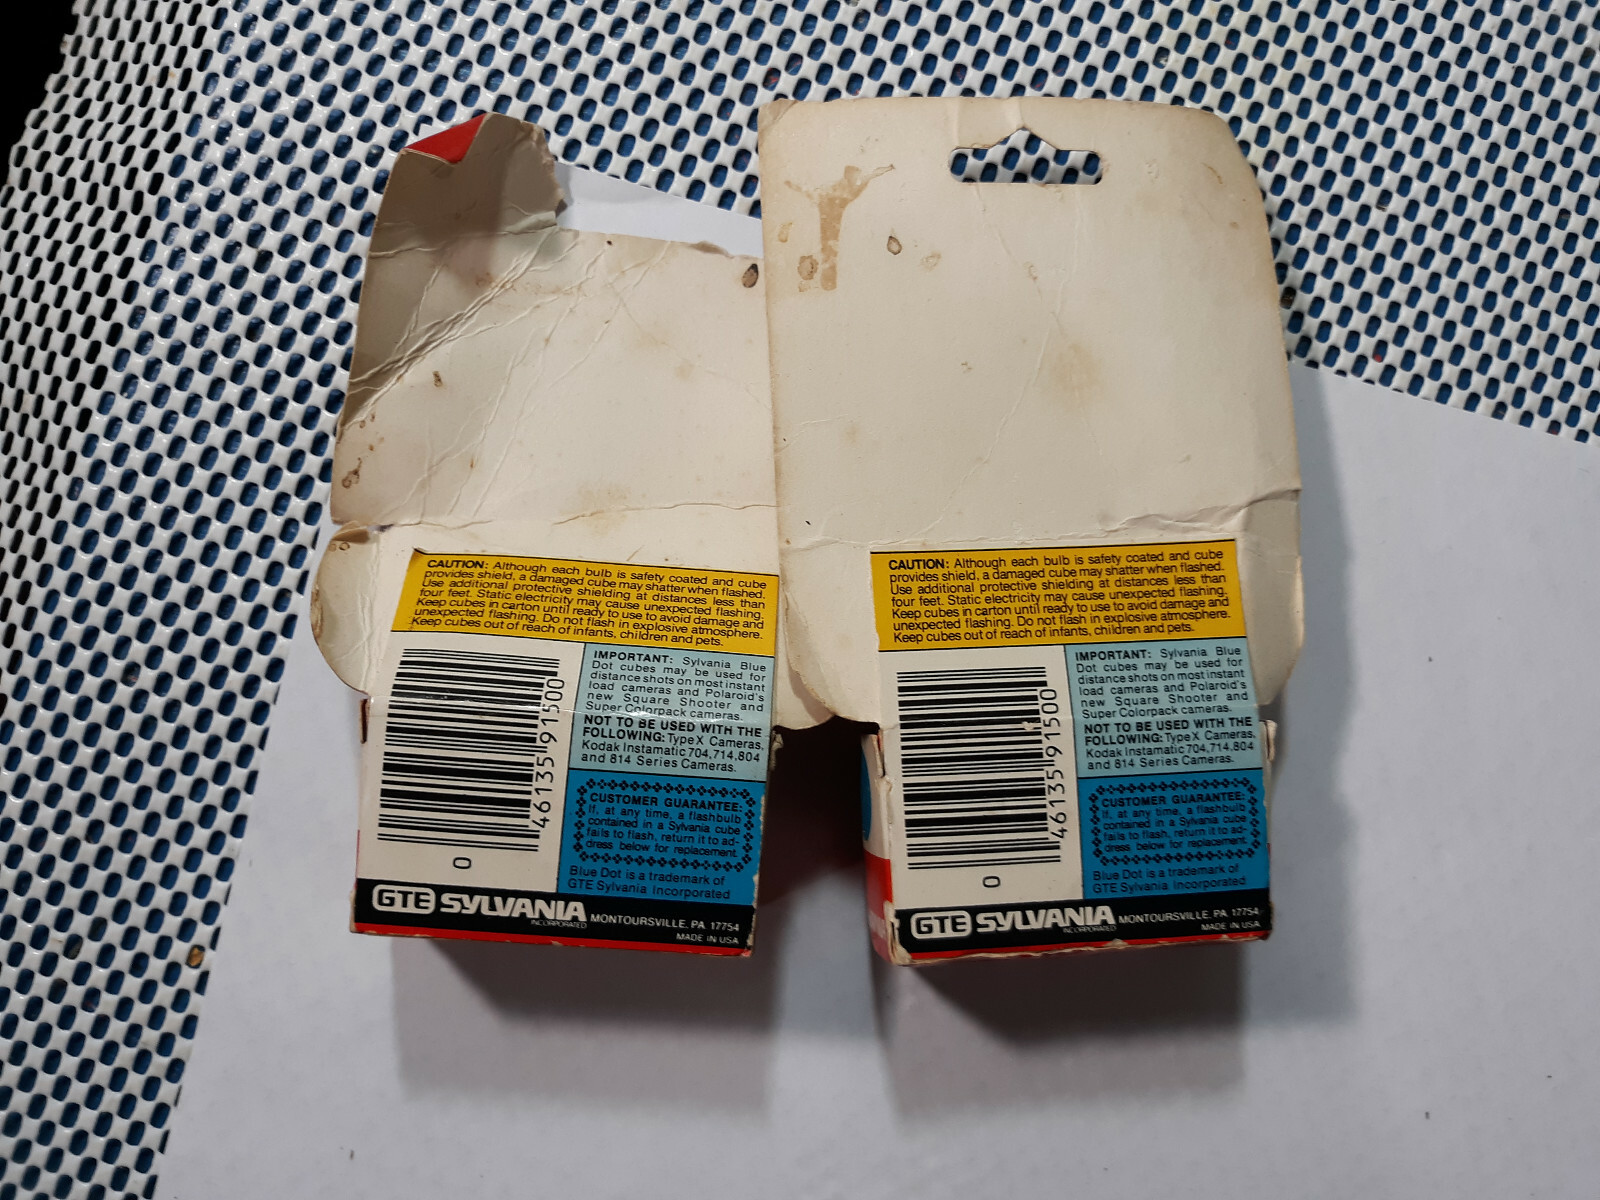 CAUTION: Although each bulb is safety coated and cube
provides shield, a damaged cube may shatter when flashed.
Use additional protective shielding at distances less than
four feet. Static electricity may cause unexpected flashing.
Keep cubes in carton until ready to use to avoid damage and
unexpected flashing. Do not flash in explosive atmosphere.
Keep cubes out of reach of infants, children and pets.
46135 91500
0
IMPORTANT: Sylvania Blue
Dot cubes may be used for
distance shots on most instant
load cameras and Polaroid's
new Square Shooter and
Super Colorpack cameras.
NOT TO BE USED WITH THE
FOLLOWING: Type X Cameras,
Kodak Instamatic 704,714,804
and 814 Series Cameras.
CUSTOMER GUARANTEE:
If, at any time, a flashbulb
contained in a Sylvania cube
fails to flash, return it to ad-
dress below for replacement.
Blue Dot is a trademark of
GTE Sylvania Incorporated
GTE SYLVANIA INCORPORATED MONTOURSVILLE, PA 17754
MADE IN USA
CAUTION: Although each bulb is safety coated and cube
provides shield, a damaged cube may shatter when flashed.
Use additional protective shielding at distances less than
four feet. Static electricity may cause unexpected flashing.
Keep cubes in carton until ready to use to avoid damage and
unexpected flashing. Do not flash in explosive atmosphere.
Keep cubes out of reach of infants, children and pets.
46135 91500
0
IMPORTANT: Sylvania Blue
Dot cubes may be used for
distance shots on most instant
load cameras and Polaroid's
new Square Shooter and
Super Colorpack cameras.
NOT TO BE USED WITH THE
FOLLOWING: Type X Cameras,
Kodak Instamatic 704,714,804
and 814 Series Cameras.
CUSTOMER GUARANTEE:
If, at any time, a flashbulb
contained in a Sylvania cube
fails to flash, return it to ad-
dress below for replacement.
Blue Dot is a trademark of
GTE Sylvania Incorporated
GTE SYLVANIA INCORPORATED MONTOURSVILLE, PA 17754
MADE IN USA